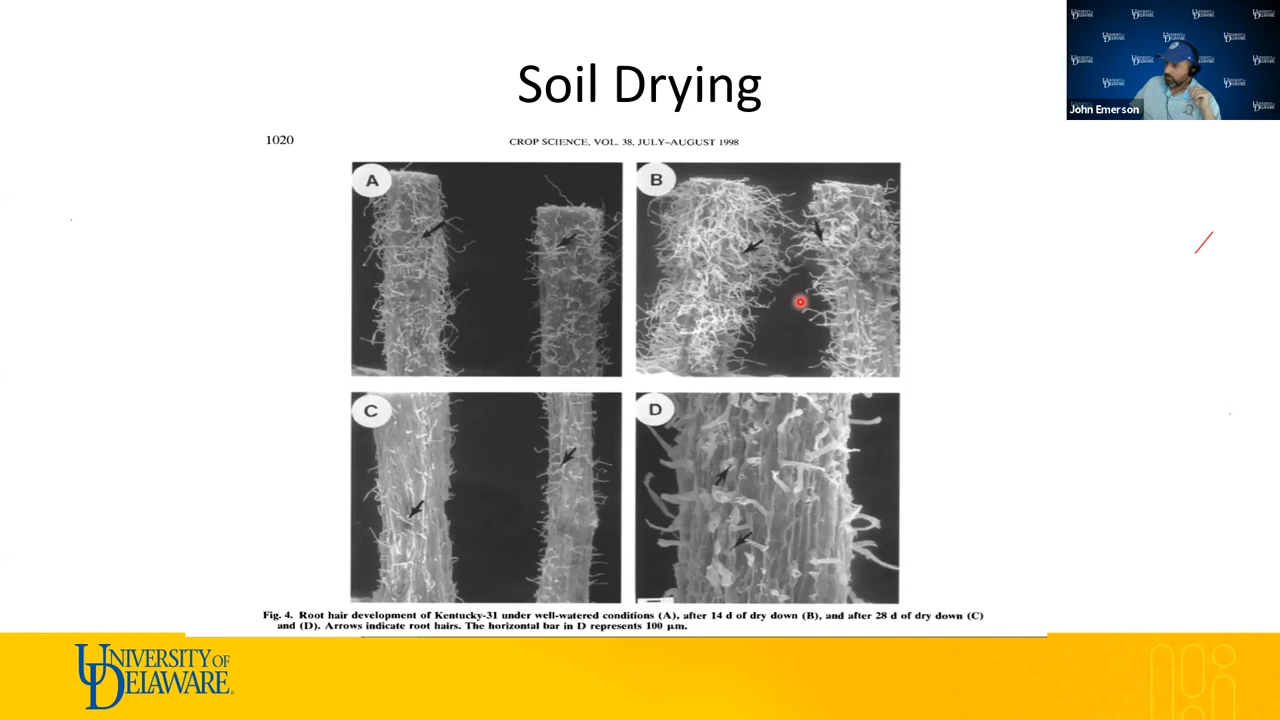 Soil Drying
John Emerson
1020
CROP SCIENCE, VOL. 38, JULY–AUGUST 1998
A
B
C
D
Fig. 4. Root hair development of Kentucky-31 under well-watered conditions (A), after 14 d of dry down (B), and after 28 d of dry down (C)
and (D). Arrows indicate root hairs. The horizontal bar in D represents 100 μm.
UNIVERSITY OF
DELAWARE.